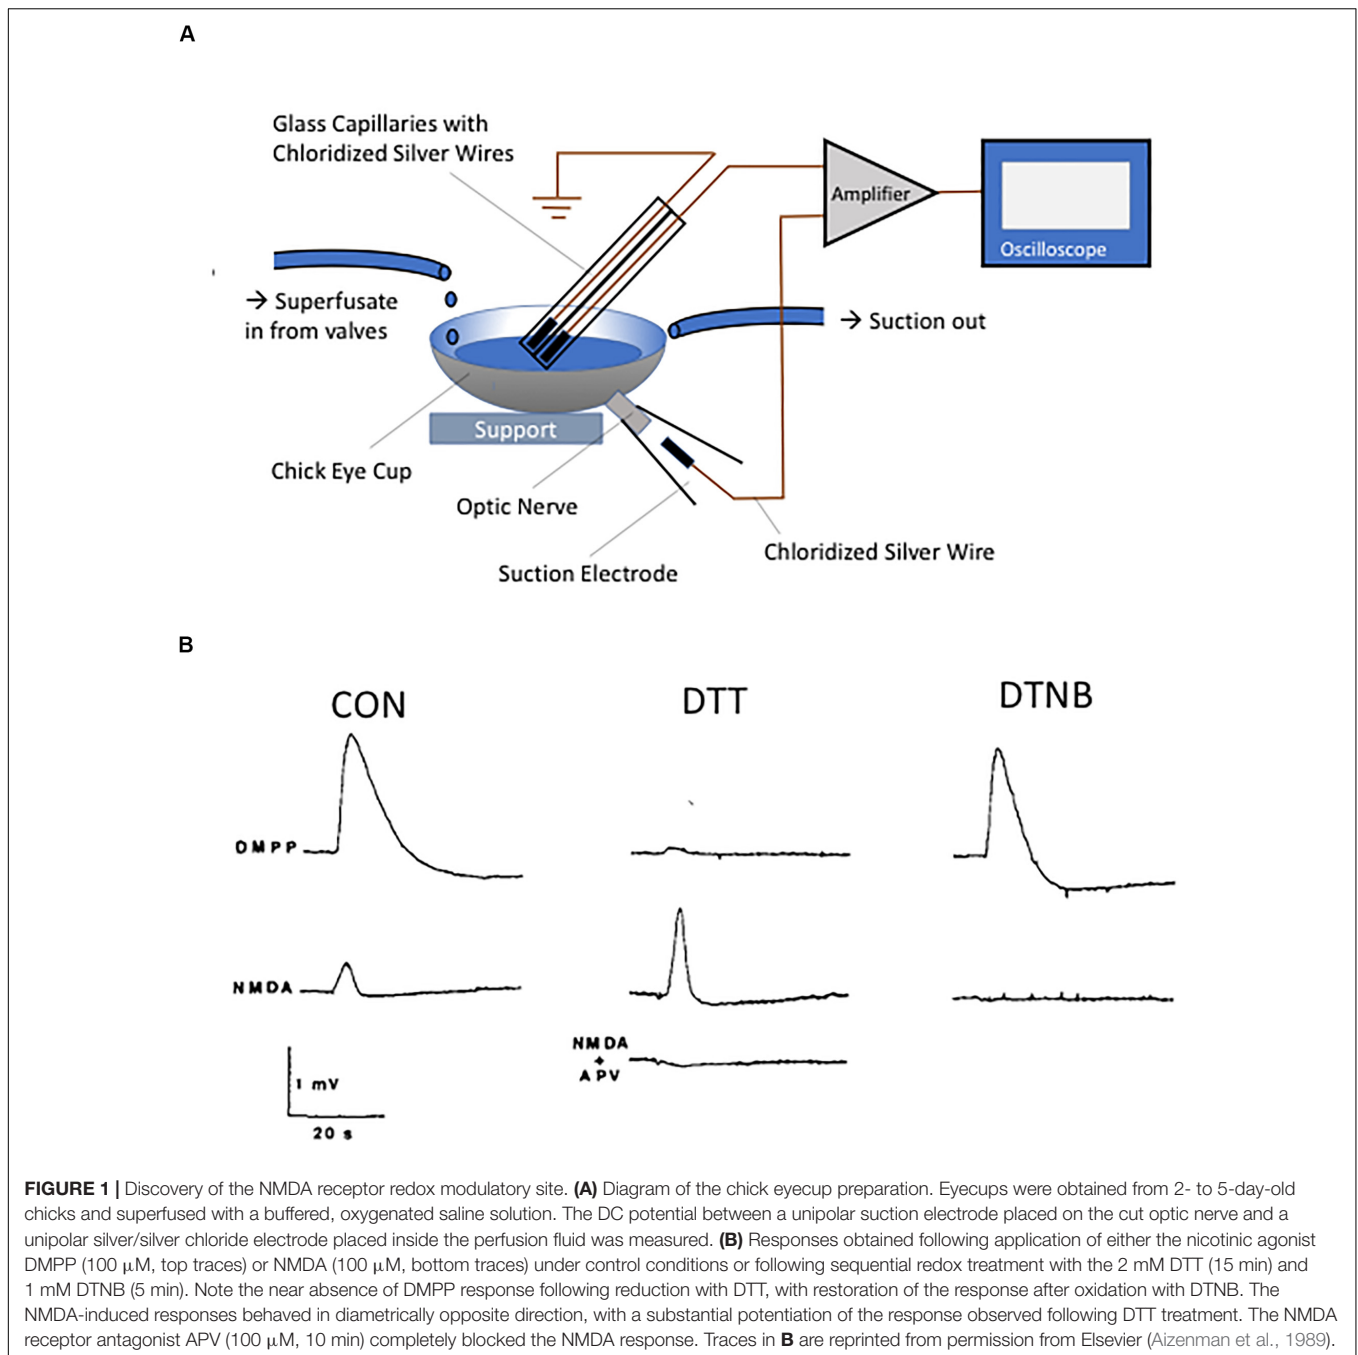 A
Glass Capillaries with
Chloridized Silver Wires
Amplifier
Oscilloscope
→ Superfusate
in from valves
→ Suction out
Support
Chick Eye Cup
Optic Nerve
Chloridized Silver Wire
Suction Electrode
B
CON
DTT
DTNB
DMPP
NMDA
NMDA
+
APV
1 mV
20 s
FIGURE 1 | Discovery of the NMDA receptor redox modulatory site. (A) Diagram of the chick eyecup preparation. Eyecups were obtained from 2- to 5-day-old
chicks and superfused with a buffered, oxygenated saline solution. The DC potential between a unipolar suction electrode placed on the cut optic nerve and a
unipolar silver/silver chloride electrode placed inside the perfusion fluid was measured. (B) Responses obtained following application of either the nicotinic agonist
DMPP (100 μM, top traces) or NMDA (100 μM, bottom traces) under control conditions or following sequential redox treatment with the 2 mM DTT (15 min) and
1 mM DTNB (5 min). Note the near absence of DMPP response following reduction with DTT, with restoration of the response after oxidation with DTNB. The
NMDA-induced responses behaved in diametrically opposite direction, with a substantial potentiation of the response observed following DTT treatment. The NMDA
receptor antagonist APV (100 μM, 10 min) completely blocked the NMDA response. Traces in B are reprinted from permission from Elsevier (Aizenman et al., 1989).